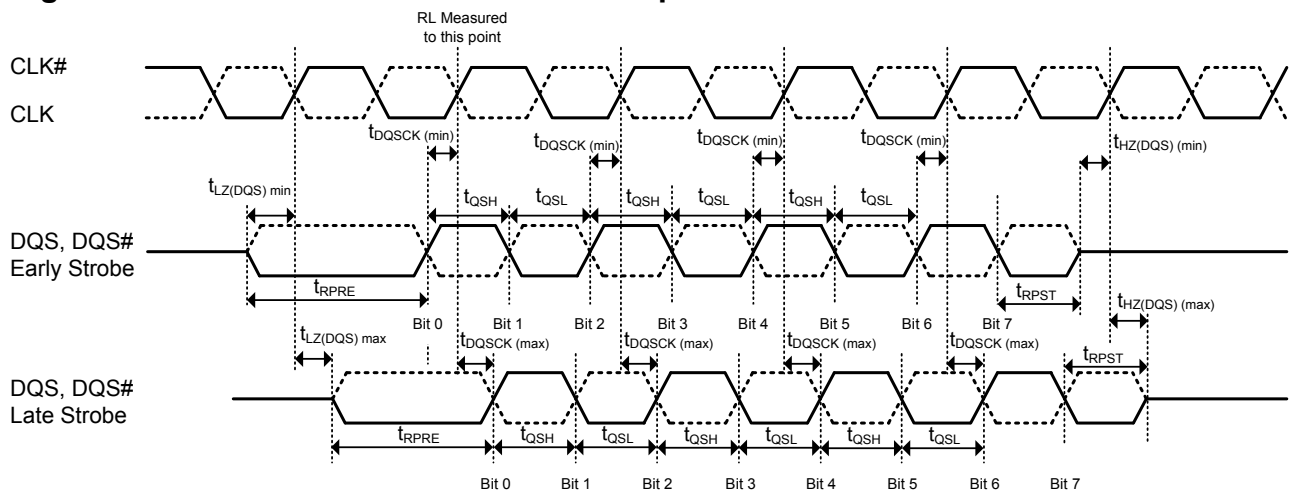 RL Measured
to this point
CLK#
CLK
tDQSCK (min) tDQSCK (min) tDQSCK (min) tDQSCK (min) tHZ(DQS) (min)
tLZ(DQS) min
tQSH tQSL tQSH tQSL tQSH tQSL
DQS, DQS#
Early Strobe
tRPRE tRPST
tHZ(DQS) (max)
Bit 0 Bit 1 Bit 2 Bit 3 Bit 4 Bit 5 Bit 6 Bit 7
tLZ(DQS) max tDQSCK (max) tDQSCK (max) tDQSCK (max) tDQSCK (max) tRPST
DQS, DQS#
Late Strobe
tRPRE tQSH tQSL tQSH tQSL tQSH tQSL
Bit 0 Bit 1 Bit 2 Bit 3 Bit 4 Bit 5 Bit 6 Bit 7